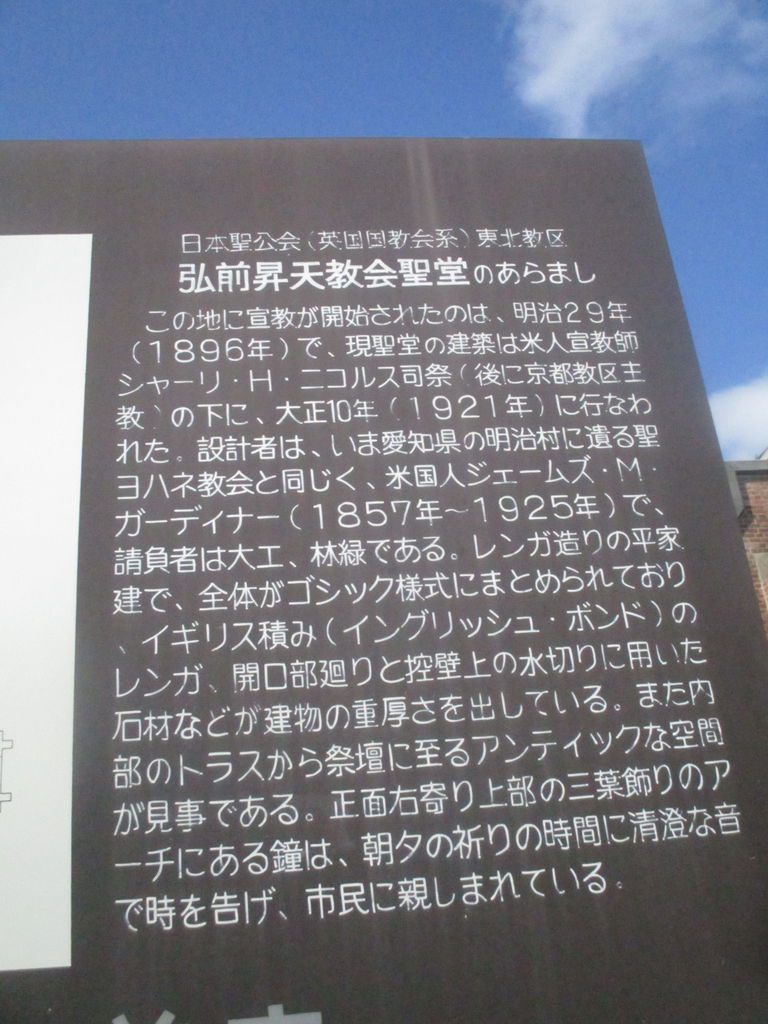 日本聖公会（英国国教会系）東北教区
弘前昇天教会聖堂のあらまし
この地に宣教が開始されたのは、明治29年
（1896年）で、現聖堂の建築は米人宣教師
シャーリ・H・ニコルス司祭（後に京都教区主
教）の下に、大正10年（1921年）に行なわ
れた。設計者は、いま愛知県の明治村に遺る聖
ヨハネ教会と同じく、米国人ジェームズ・M・
ガーディナー（1857年～1925年）で、
請負者は大工、林緑である。レンガ造りの平家
建で、全体がゴシック様式にまとめられており
、イギリス積み（イングリッシュ・ボンド）の
レンガ、開口部廻りと控壁上の水切りに用いた
石材などが建物の重厚さを出している。また内
部のトラスから祭壇に至るアンティックな空間
が見事である。正面右寄り上部の三葉飾りのア
ーチにある鐘は、朝夕の祈りの時間に清澄な音
で時を告げ、市民に親しまれている。